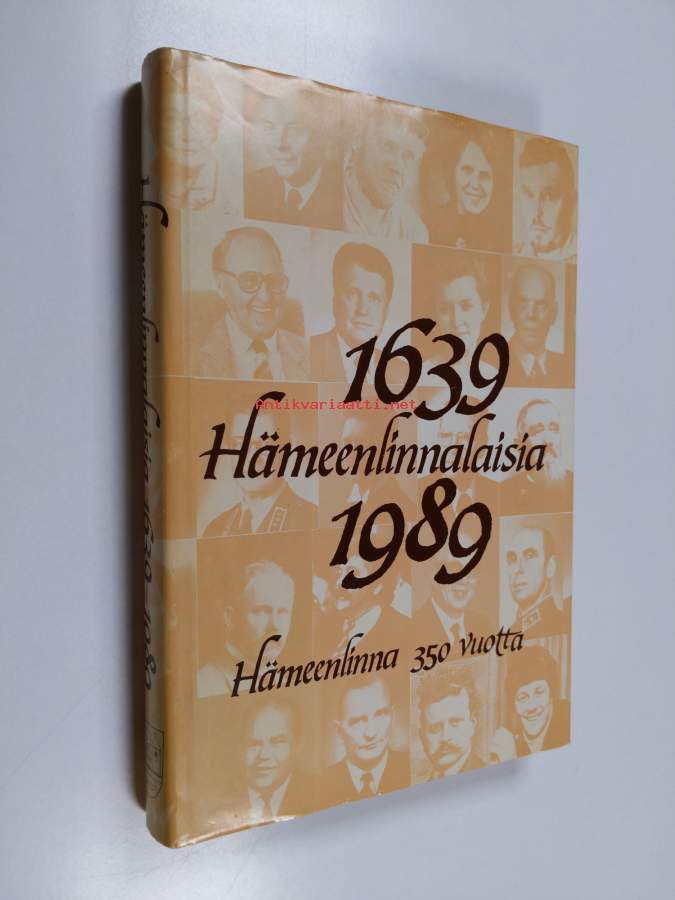 Hämeenlinnalaisia 1639-1989
1639
Antikvariaatti.net
Hämeenlinnalaisia
1989
Hämeenlinna 350 vuotta